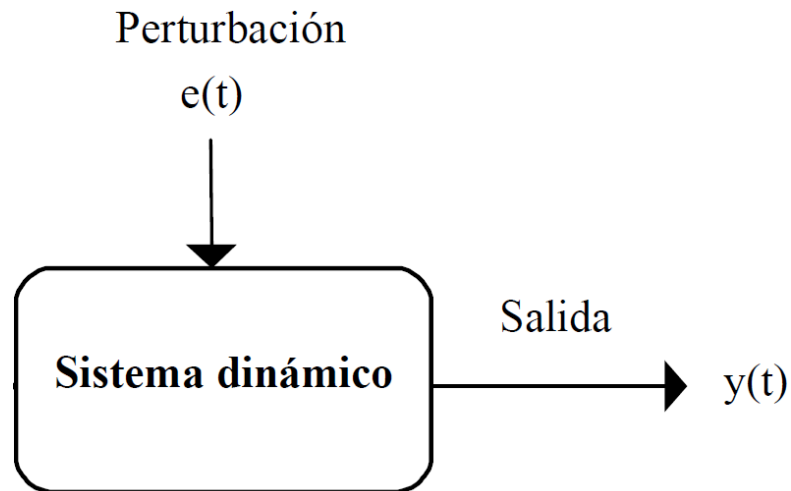 Perturbación
e(t)
Sistema dinámico
Salida
y(t)